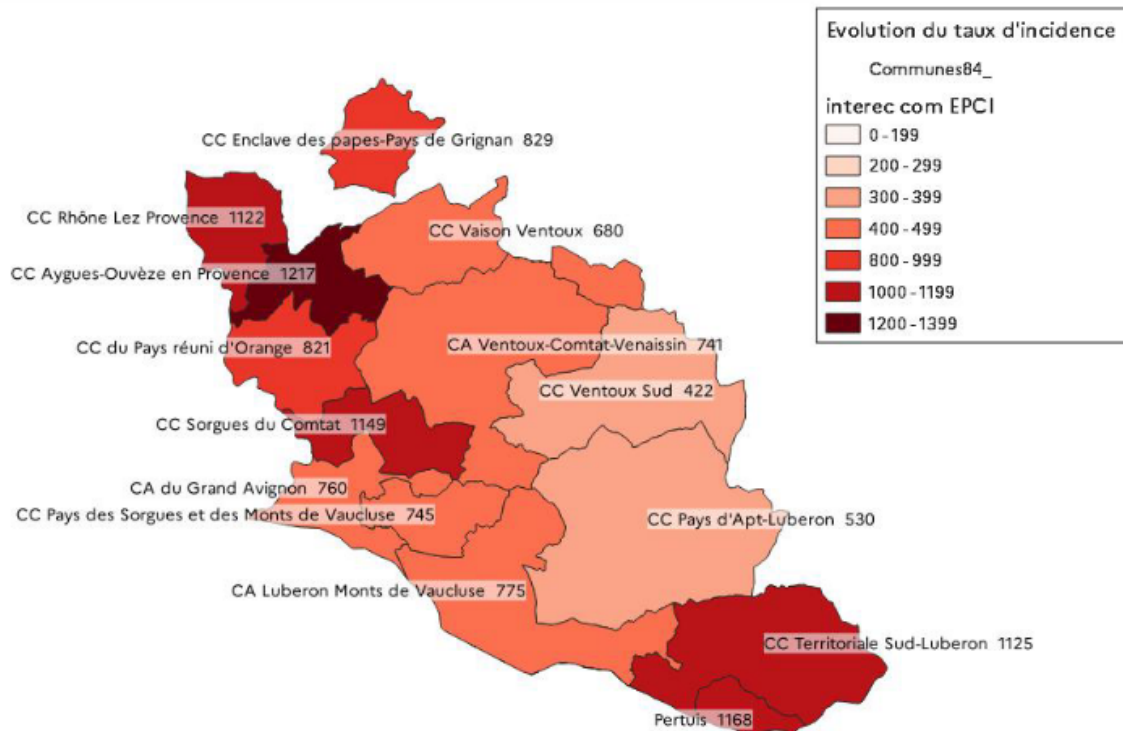 Evolution du taux d'incidence
Communes84_
interec com EPCI
0-199
200-299
300-399
400-499
800-999
1000-1199
1200-1399
CC Enclave des papes-Pays de Grignan 829
CC Rhône Lez Provence 1122
CC Vaison Ventoux 680
CC Aygues-Ouvèze en Provence 1217
CC du Pays réuni d'Orange 821
CA Ventoux-Comtat-Venaissin 741
CC Ventoux Sud 422
CC Sorgues du Comtat 1149
CA du Grand Avignon 760
CC Pays des Sorgues et des Monts de Vaucluse 745
CC Pays d'Apt-Luberon 530
CA Luberon Monts de Vaucluse 775
CC Territoriale Sud-Luberon 1125
Pertuis 1168